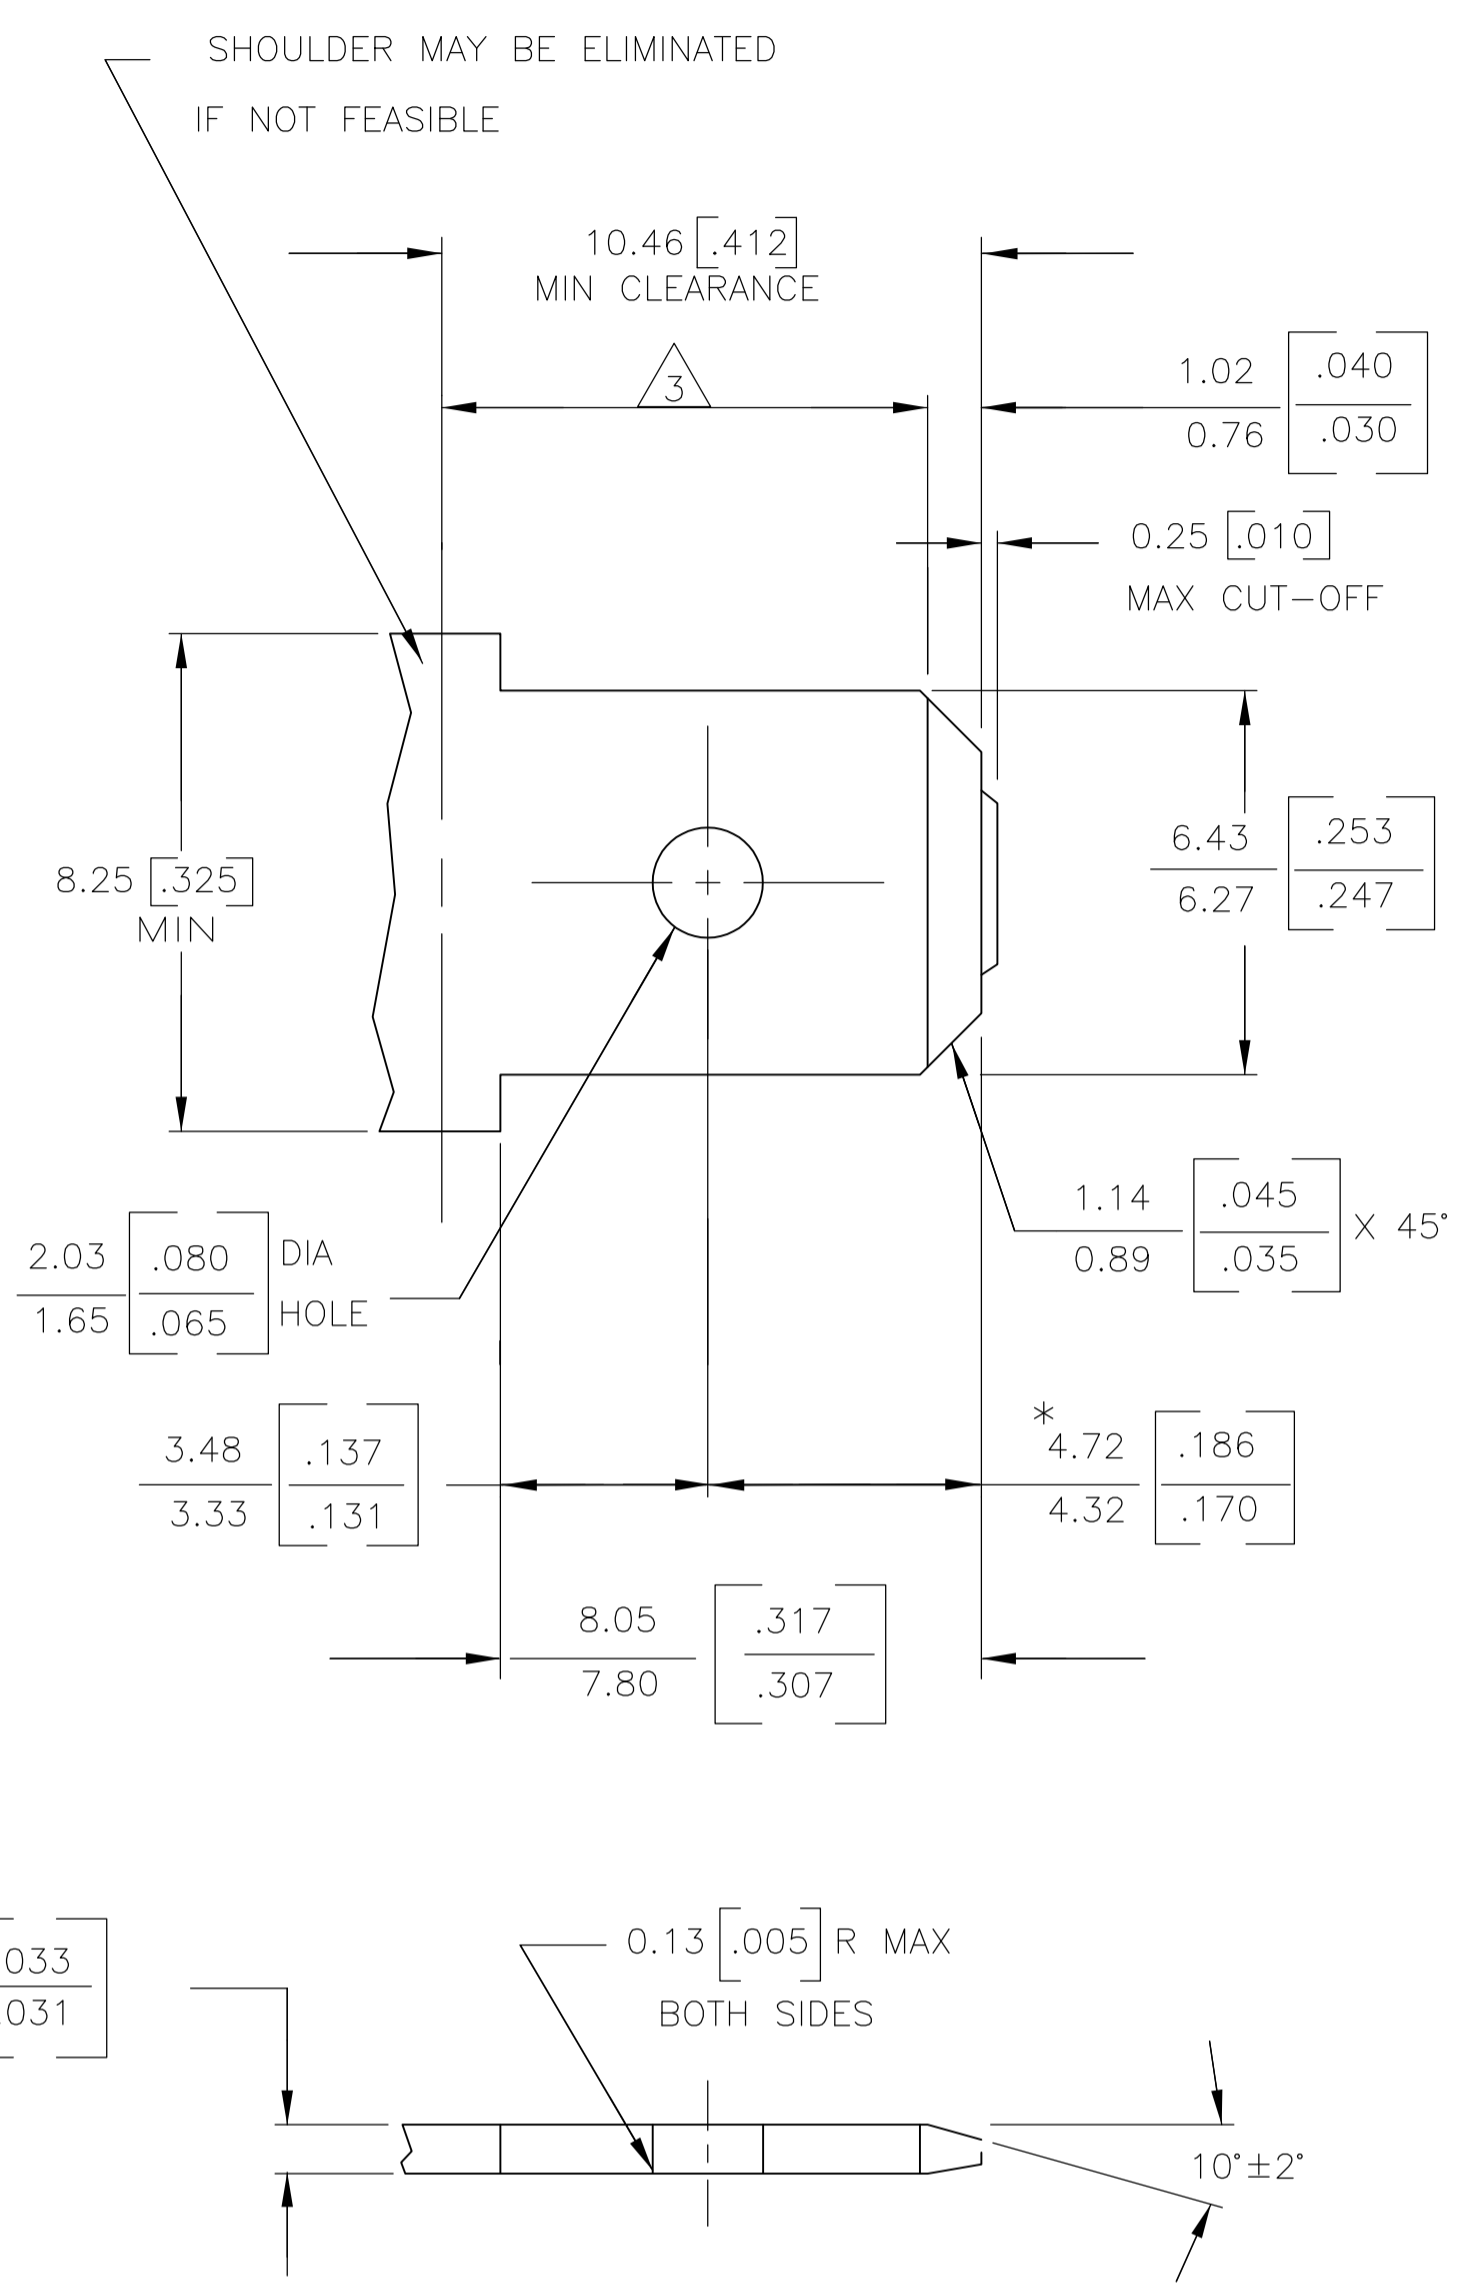 SHOULDER MAY BE ELIMINATED
IF NOT FEASIBLE
10.46 [.412]
MIN CLEARANCE
3
1.02 .040
0.76 .030
0.25 [.010]
MAX CUT-OFF
6.43 .253
6.27 .247
8.25 [.325]
MIN
1.14 .045
0.89 .035
X 45°
2.03 .080
1.65 .065
DIA
HOLE
3.48 .137
3.33 .131
*
4.72 .186
4.32 .170
8.05 .317
7.80 .307
033
031
0.13 [.005] R MAX
BOTH SIDES
10°±2°